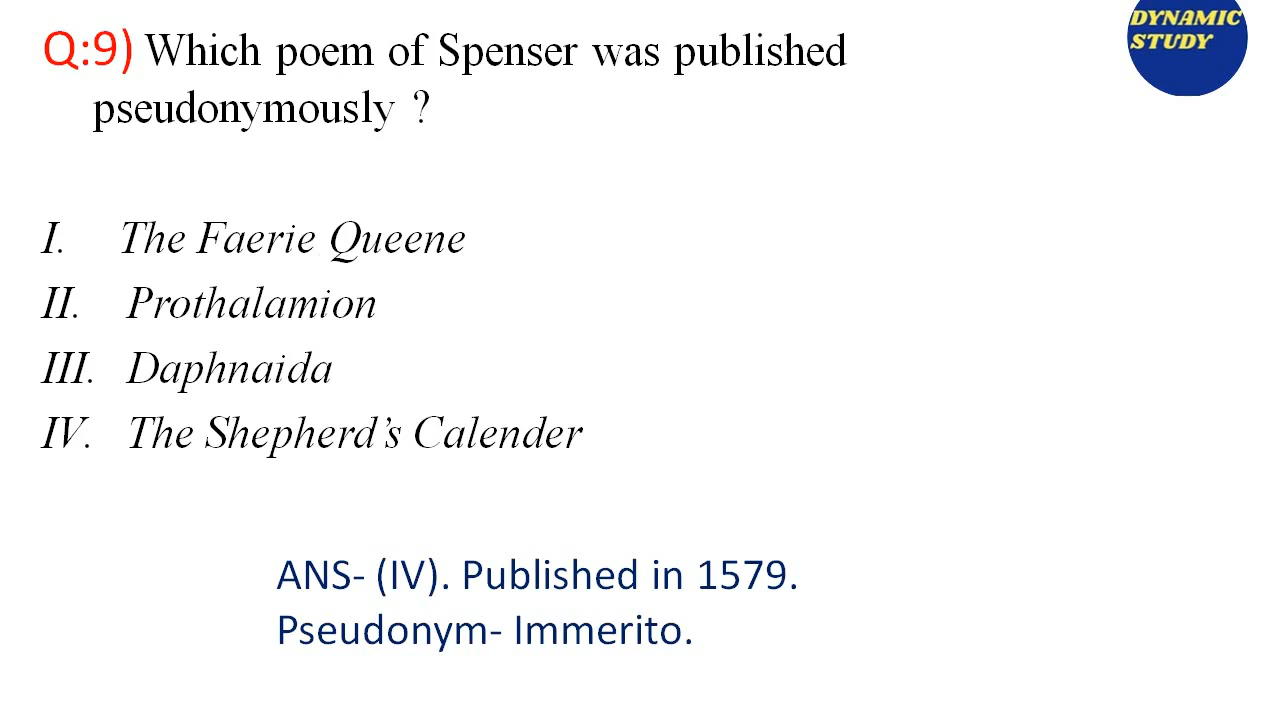 DYNAMIC
STUDY
Q:9) Which poem of Spenser was published
pseudonymously ?
I. The Faerie Queene
II. Prothalamion
III. Daphnaida
IV. The Shepherd’s Calender
ANS- (IV). Published in 1579.
Pseudonym- Immerito.